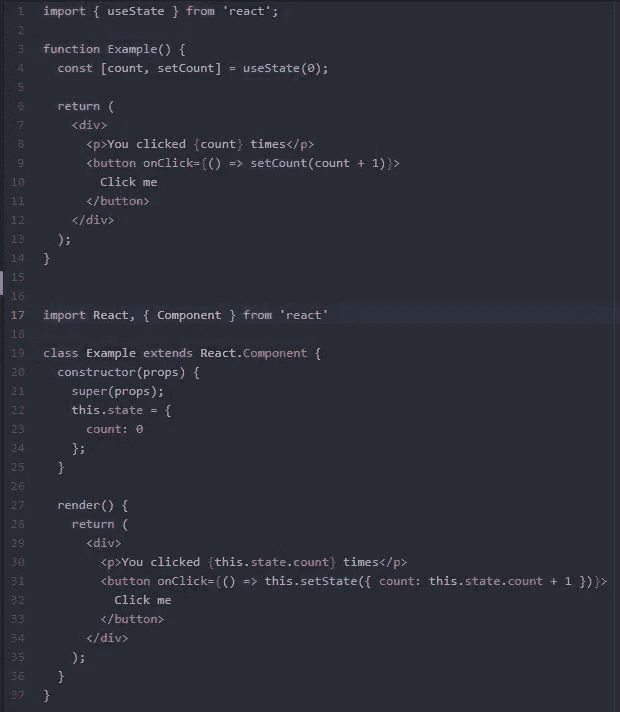 1 import { useState } from 'react';
2
3 function Example() {
4   const [count, setCount] = useState(0);
5
6   return (
7     <div>
8       <p>You clicked {count} times</p>
9       <button onClick={() => setCount(count + 1)}>
10         Click me
11       </button>
12     </div>
13   );
14 }
15
16
17 import React, { Component } from 'react'
18
19 class Example extends React.Component {
20   constructor(props) {
21     super(props);
22     this.state = {
23       count: 0
24     };
25   }
26
27   render() {
28     return (
29       <div>
30         <p>You clicked {this.state.count} times</p>
31         <button onClick={() => this.setState({ count: this.state.count + 1 })}>
32           Click me
33         </button>
34       </div>
35     );
36   }
37 }